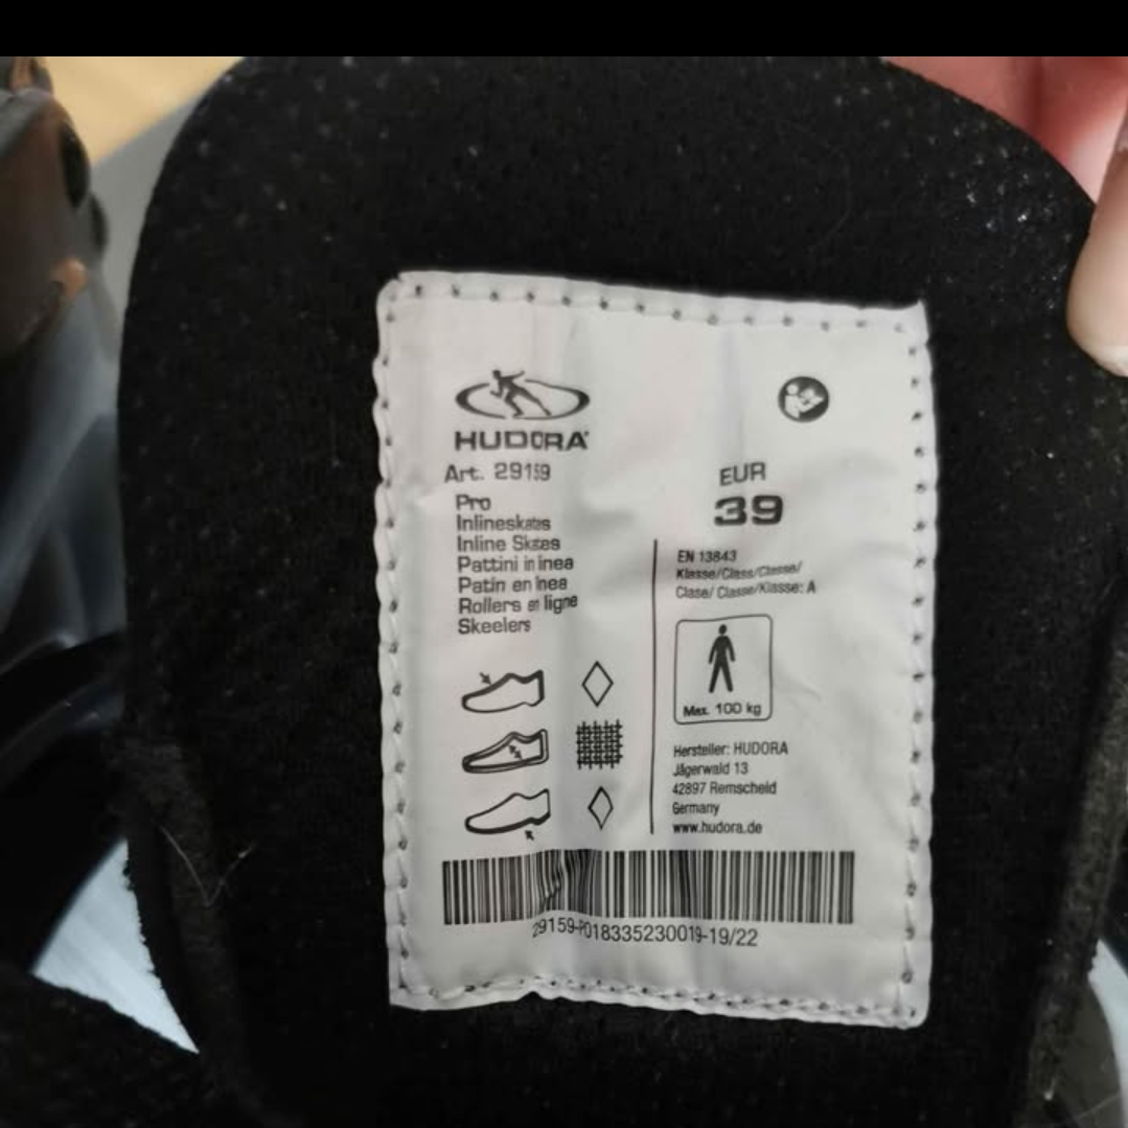 HUDORA
Art. 29159
Pro
Inlineskates
Inline Skates
Pattini in linea
Patin en linea
Rollers en ligne
Skeelers
EUR
39
EN 13843
Klasse/Class/Classe/
Clase/ Classe/Klasse: A
Max. 100 kg
Hersteller: HUDORA
Jägerwald 13
42897 Remscheid
Germany
www.hudora.de
29159-P018335230019-19/22